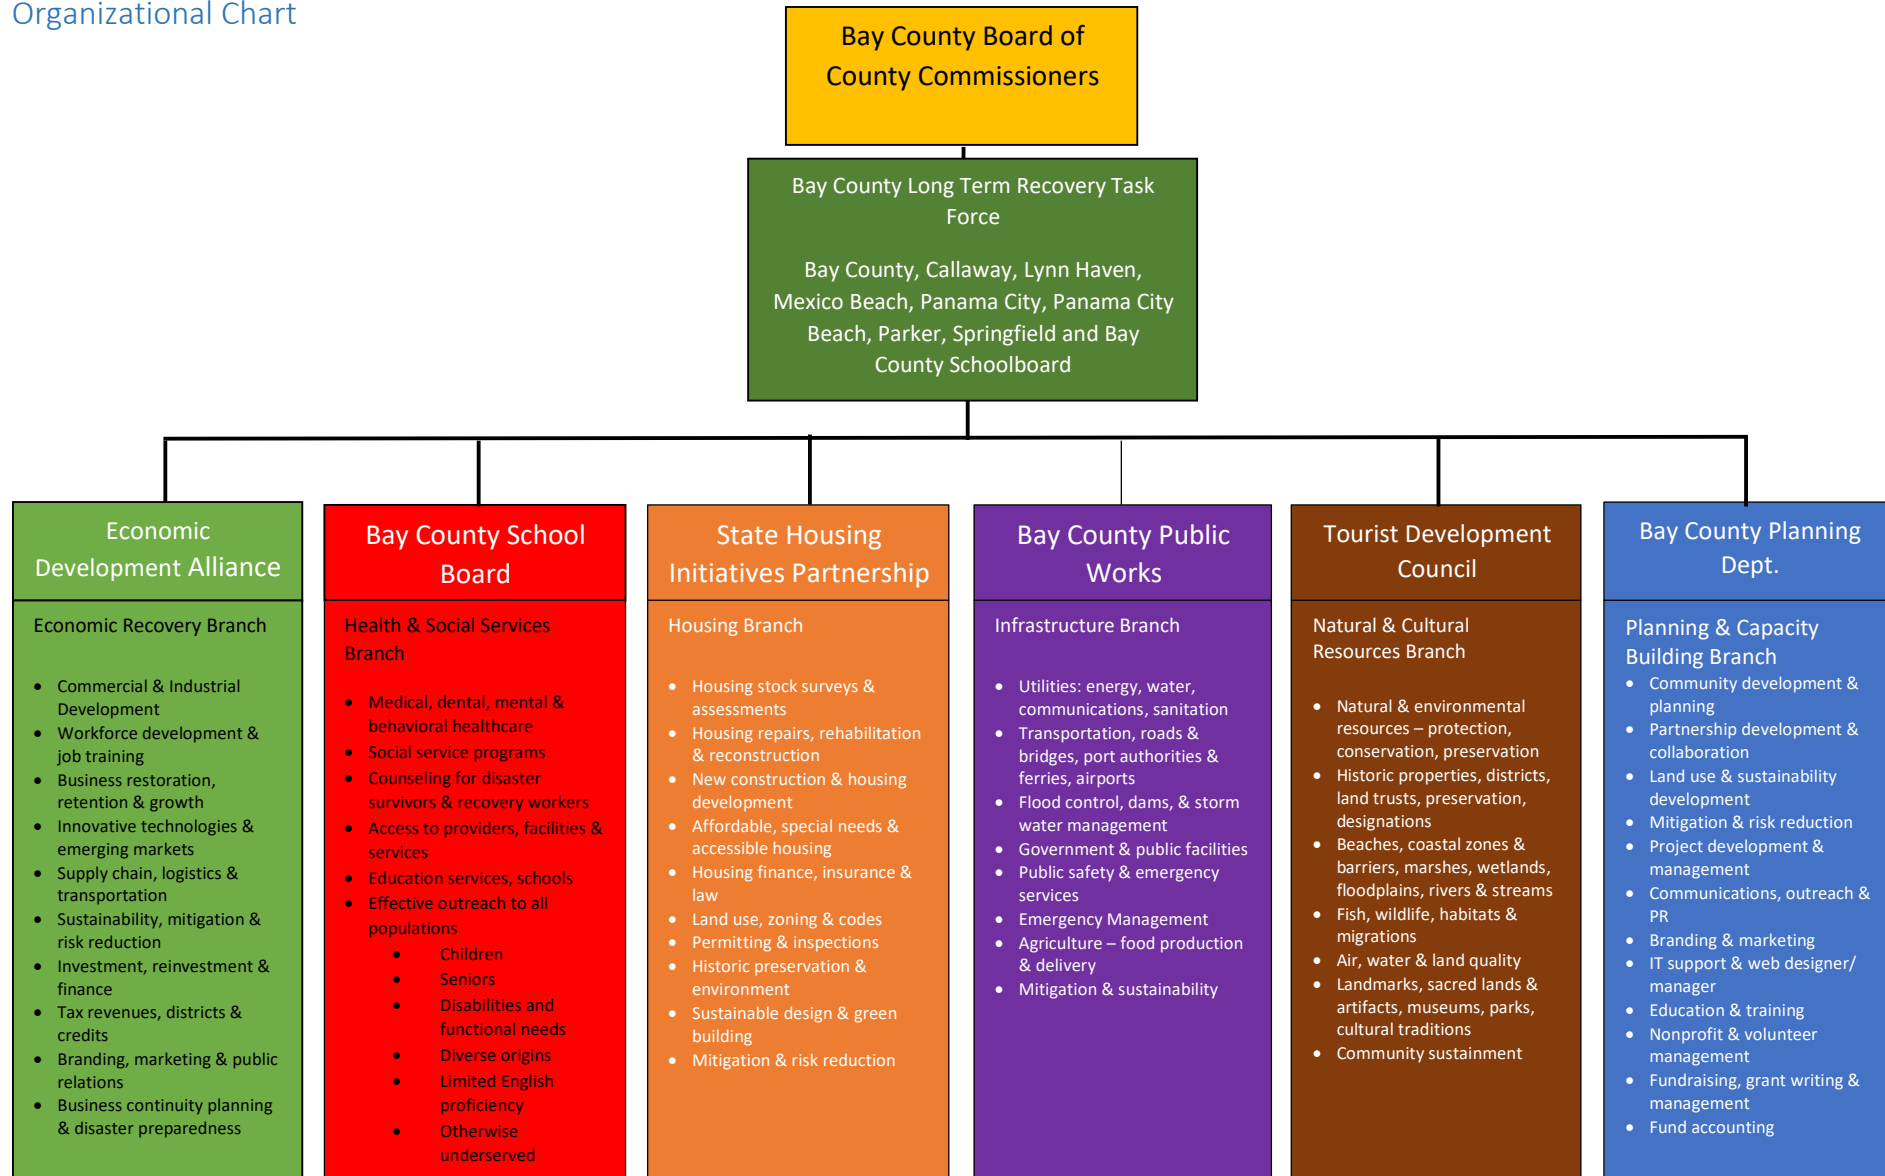 Organizational Chart
Bay County Board of
County Commissioners
Bay County Long Term Recovery Task
Force
Bay County, Callaway, Lynn Haven,
Mexico Beach, Panama City, Panama City
Beach, Parker, Springfield and Bay
County Schoolboard
Economic
Development Alliance
Economic Recovery Branch
• Commercial & Industrial
Development
• Workforce development &
job training
• Business restoration,
retention & growth
• Innovative technologies &
emerging markets
• Supply chain, logistics &
transportation
• Sustainability, mitigation &
risk reduction
• Investment, reinvestment &
finance
• Tax revenues, districts &
credits
• Branding, marketing & public
relations
• Business continuity planning
& disaster preparedness
Bay County School
Board
Health & Social Services
Branch
• Medical, dental, mental &
behavioral healthcare
• Social service programs
• Counseling for disaster
survivors & recovery workers
• Access to providers, facilities &
services
• Education services, schools
• Effective outreach to all
populations
• Children
• Seniors
• Disabilities and
functional needs
• Diverse origins
• Limited English
proficiency
• Otherwise
underserved
State Housing
Initiatives Partnership
Housing Branch
• Housing stock surveys &
assessments
• Housing repairs, rehabilitation
& reconstruction
• New construction & housing
development
• Affordable, special needs &
accessible housing
• Housing finance, insurance &
law
• Land use, zoning & codes
• Permitting & inspections
• Historic preservation &
environment
• Sustainable design & green
building
• Mitigation & risk reduction
Bay County Public
Works
Infrastructure Branch
• Utilities: energy, water,
communications, sanitation
• Transportation, roads &
bridges, port authorities &
ferries, airports
• Flood control, dams, & storm
water management
• Government & public facilities
• Public safety & emergency
services
• Emergency Management
• Agriculture – food production
& delivery
• Mitigation & sustainability
Tourist Development
Council
Natural & Cultural
Resources Branch
• Natural & environmental
resources – protection,
conservation, preservation
• Historic properties, districts,
land trusts, preservation,
designations
• Beaches, coastal zones &
barriers, marshes, wetlands,
floodplains, rivers & streams
• Fish, wildlife, habitats &
migrations
• Air, water & land quality
• Landmarks, sacred lands &
artifacts, museums, parks,
cultural traditions
• Community sustainment
Bay County Planning
Dept.
Planning & Capacity
Building Branch
• Community development &
planning
• Partnership development &
collaboration
• Land use & sustainability
development
• Mitigation & risk reduction
• Project development &
management
• Communications, outreach &
PR
• Branding & marketing
• IT support & web designer/
manager
• Education & training
• Nonprofit & volunteer
management
• Fundraising, grant writing &
management
• Fund accounting